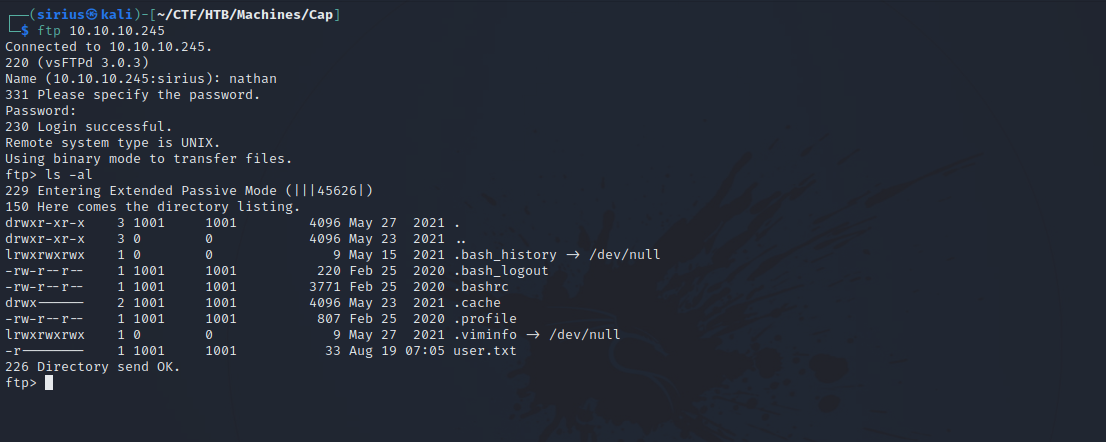 ┌──(sirius㉿kali)-[~/CTF/HTB/Machines/Cap]
└─$ ftp 10.10.10.245
Connected to 10.10.10.245.
220 (vsFTPd 3.0.3)
Name (10.10.10.245:sirius): nathan
331 Please specify the password.
Password:
230 Login successful.
Remote system type is UNIX.
Using binary mode to transfer files.
ftp> ls -al
229 Entering Extended Passive Mode (|||45626|)
150 Here comes the directory listing.
drwxr-xr-x    3 1001     1001         4096 May 27  2021 .
drwxr-xr-x    3 0        0            4096 May 23  2021 ..
lrwxrwxrwx    1 0        0               9 May 15  2021 .bash_history -> /dev/null
-rw-r--r--    1 1001     1001          220 Feb 25  2020 .bash_logout
-rw-r--r--    1 1001     1001         3771 Feb 25  2020 .bashrc
drwx------    2 1001     1001         4096 May 23  2021 .cache
-rw-r--r--    1 1001     1001          807 Feb 25  2020 .profile
lrwxrwxrwx    1 0        0               9 May 27  2021 .viminfo -> /dev/null
-r--------    1 1001     1001           33 Aug 19 07:05 user.txt
226 Directory send OK.
ftp>